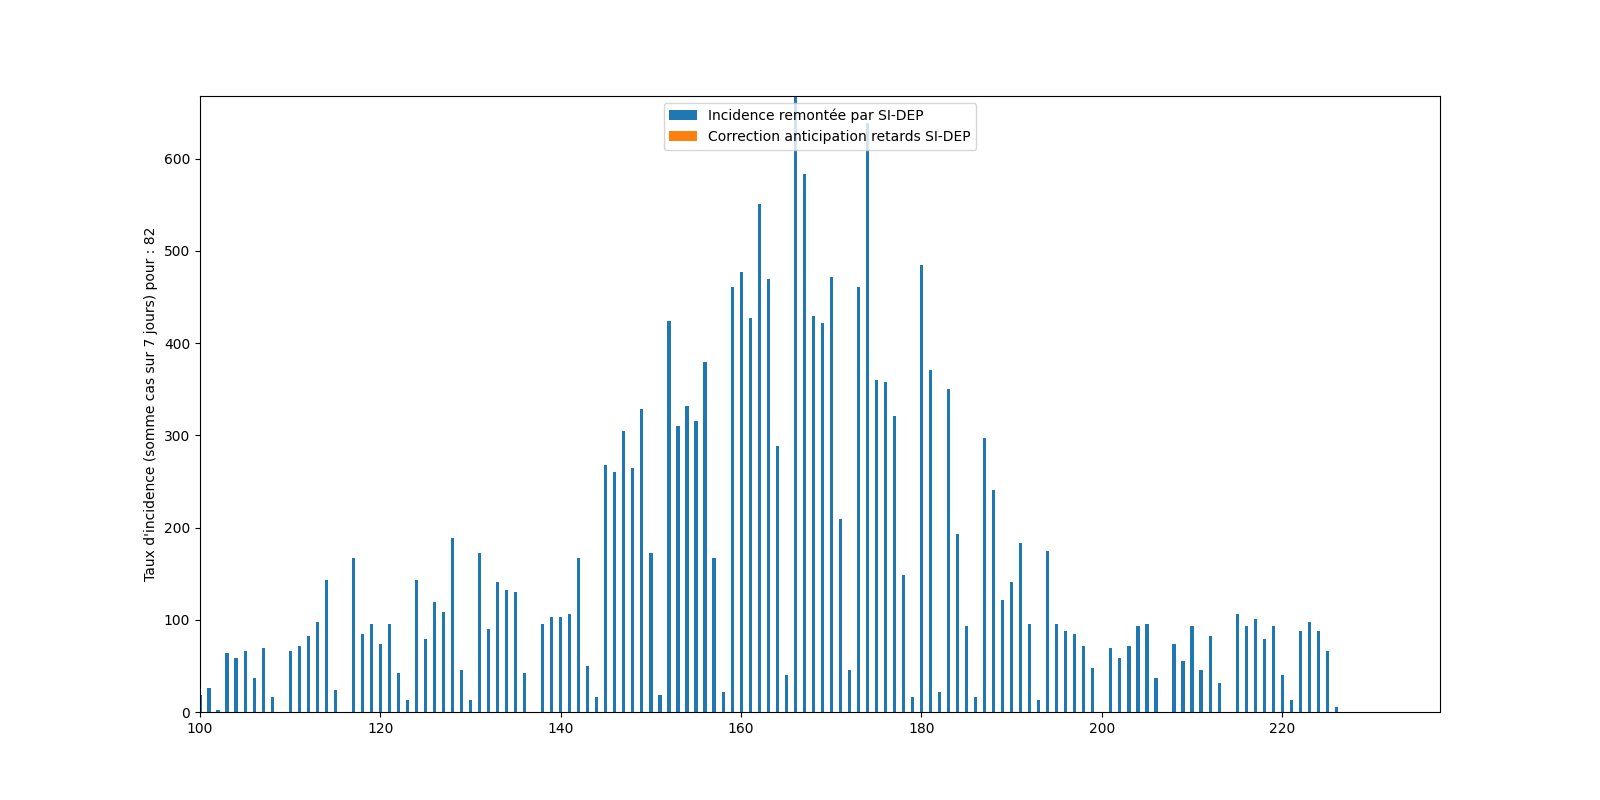 Incidence remontée par SI-DEP
Correction anticipation retards SI-DEP
Taux d'incidence (somme cas sur 7 jours) pour : 82
600
500
400
300
200
100
0
100 120 140 160 180 200 220